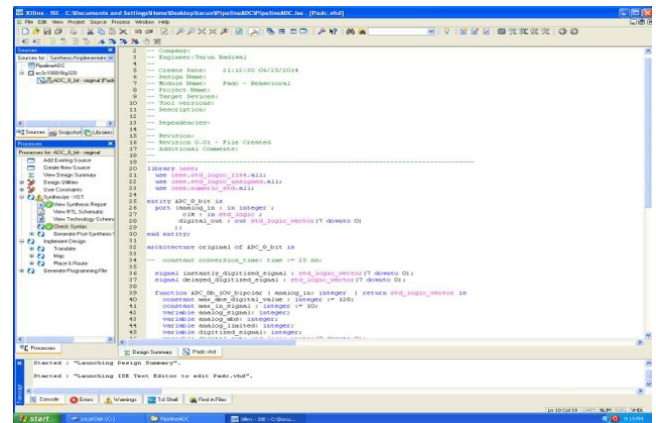 Xilinx - ISE - C:\Documents and Settings\Home\Desktop\Varun\PipelineADC\PipelineADC.ise - [Padc.vhd]
File Edit View Project Source Process Window Help
Sources
Sources for: Synthesis/Implementation
PipelineADC
ADC_8_bit - original
Sources
Snapshots
Libraries
Processes
Processes for: ADC_8_bit - original
Add Existing Source
Create New Source
View Design Summary
Design Utilities
User Constraints
Synthesize - XST
View Synthesis Report
View RTL Schematic
View Technology Schematic
Check Syntax
Generate Post-Synthesis
Implement Design
Translate
Map
Place & Route
Generate Programming File
Processes
2 -- Company:
3 -- Engineer:
4 --
5 -- Create Date:
6 -- Design Name:
7 -- Module Name: Padc - Behavioral
8 -- Project Name:
9 -- Target Devices:
10 -- Tool versions:
11 -- Description:
12 --
13 -- Dependencies:
14 --
15 -- Revision:
16 -- Revision 0.01 - File Created
17 -- Additional Comments:
18 --
19
20 library ieee;
21 use ieee.std_logic_1164.all;
22 use ieee.std_logic_unsigned.all;
23 use ieee.numeric_std.all;
24
25 entity ADC_8_bit is
26 port (analog_in : in integer ;
27 clk : in std_logic ;
28 digital_out : out std_logic_vector(7 downto 0)
29 );
30 end entity;
31
32 architecture original of ADC_8_bit is
33
34 -- constant conversion_time: time := 25 ns;
35
36 signal instantly_digitized_signal : std_logic_vector(7 downto 0);
37 signal delayed_digitized_signal : std_logic_vector(7 downto 0);
38
39 function ADC_8b_10v_bipolar ( analog_in: integer ) return std_logic_vector is
40 constant max_abs_digital_value : integer := 128;
41 constant max_in_signal : integer := 10;
42 variable analog_signal: integer;
43 variable analog_abs: integer;
44 variable analog_limited: integer;
45 variable digitized_signal: integer;
Design Summary
Padc.vhd
Started : "Launching Design Summary".
Started : "Launching ISE Text Editor to edit Padc.vhd".
Transcript
Console
Errors
Warnings
Tcl Shell
Find in Files
VHDL
start
PipelineADC
Xilinx - ISE - C:\Docu...